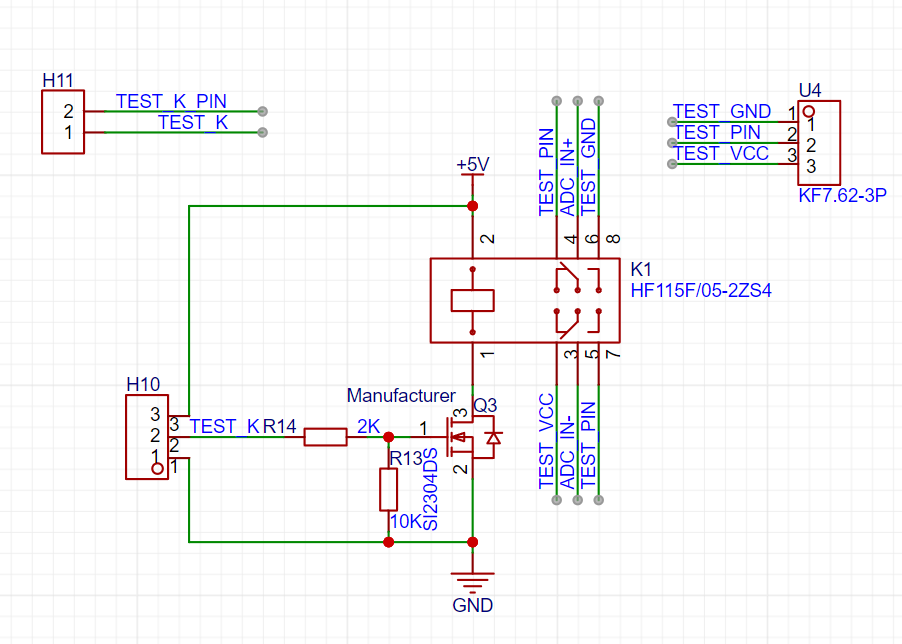 H11
2 TEST_K_PIN
1 TEST_K
U4
TEST_GND 1 1
TEST_PIN 2 2
TEST_VCC 3 3
KF7.62-3P
+5V
TEST_PIN
ADC_IN+
TEST_GND
2
4
6
8
K1
HF115F/05-2ZS4
1
3
5
7
TEST_VCC
ADC_IN-
TEST_PIN
H10
3 3
2 2
1 1
TEST_K R14 2K
Manufacturer
Q3
1
3
2
SI2304DS
R13
10K
GND